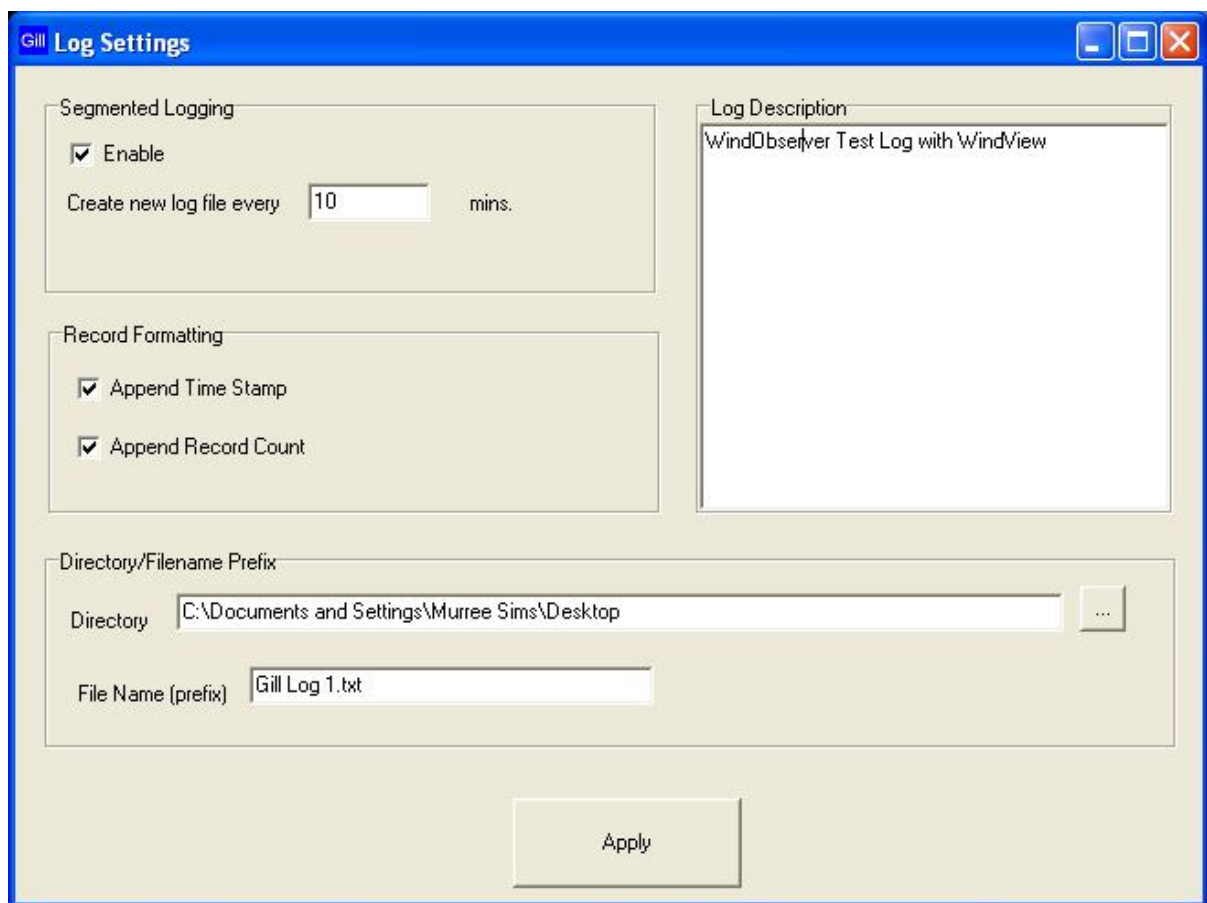 Gill Log Settings
Segmented Logging
Enable
Create new log file every 10 mins.
Record Formatting
Append Time Stamp
Append Record Count
Log Description
WindObserver Test Log with WindView
Directory/Filename Prefix
Directory C:\Documents and Settings\Murree Sims\Desktop ...
File Name (prefix) Gill Log 1.txt
Apply